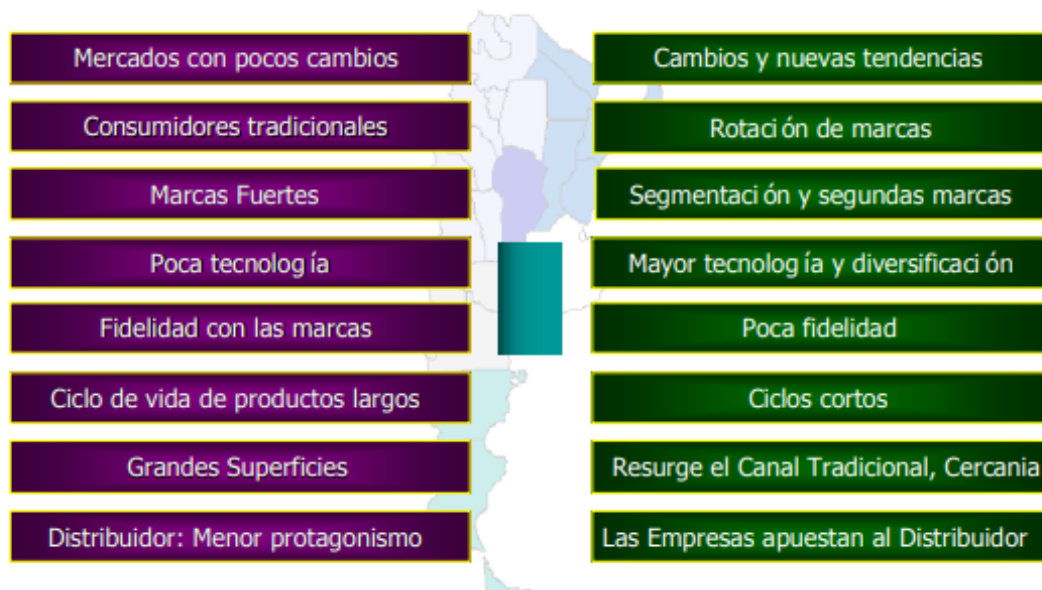 Mercados con pocos cambios
Cambios y nuevas tendencias
Consumidores tradicionales
Rotación de marcas
Marcas Fuertes
Segmentación y segundas marcas
Poca tecnología
Mayor tecnología y diversificación
Fidelidad con las marcas
Poca fidelidad
Ciclo de vida de productos largos
Ciclos cortos
Grandes Superficies
Resurge el Canal Tradicional, Cercania
Distribuidor: Menor protagonismo
Las Empresas apuestan al Distribuidor